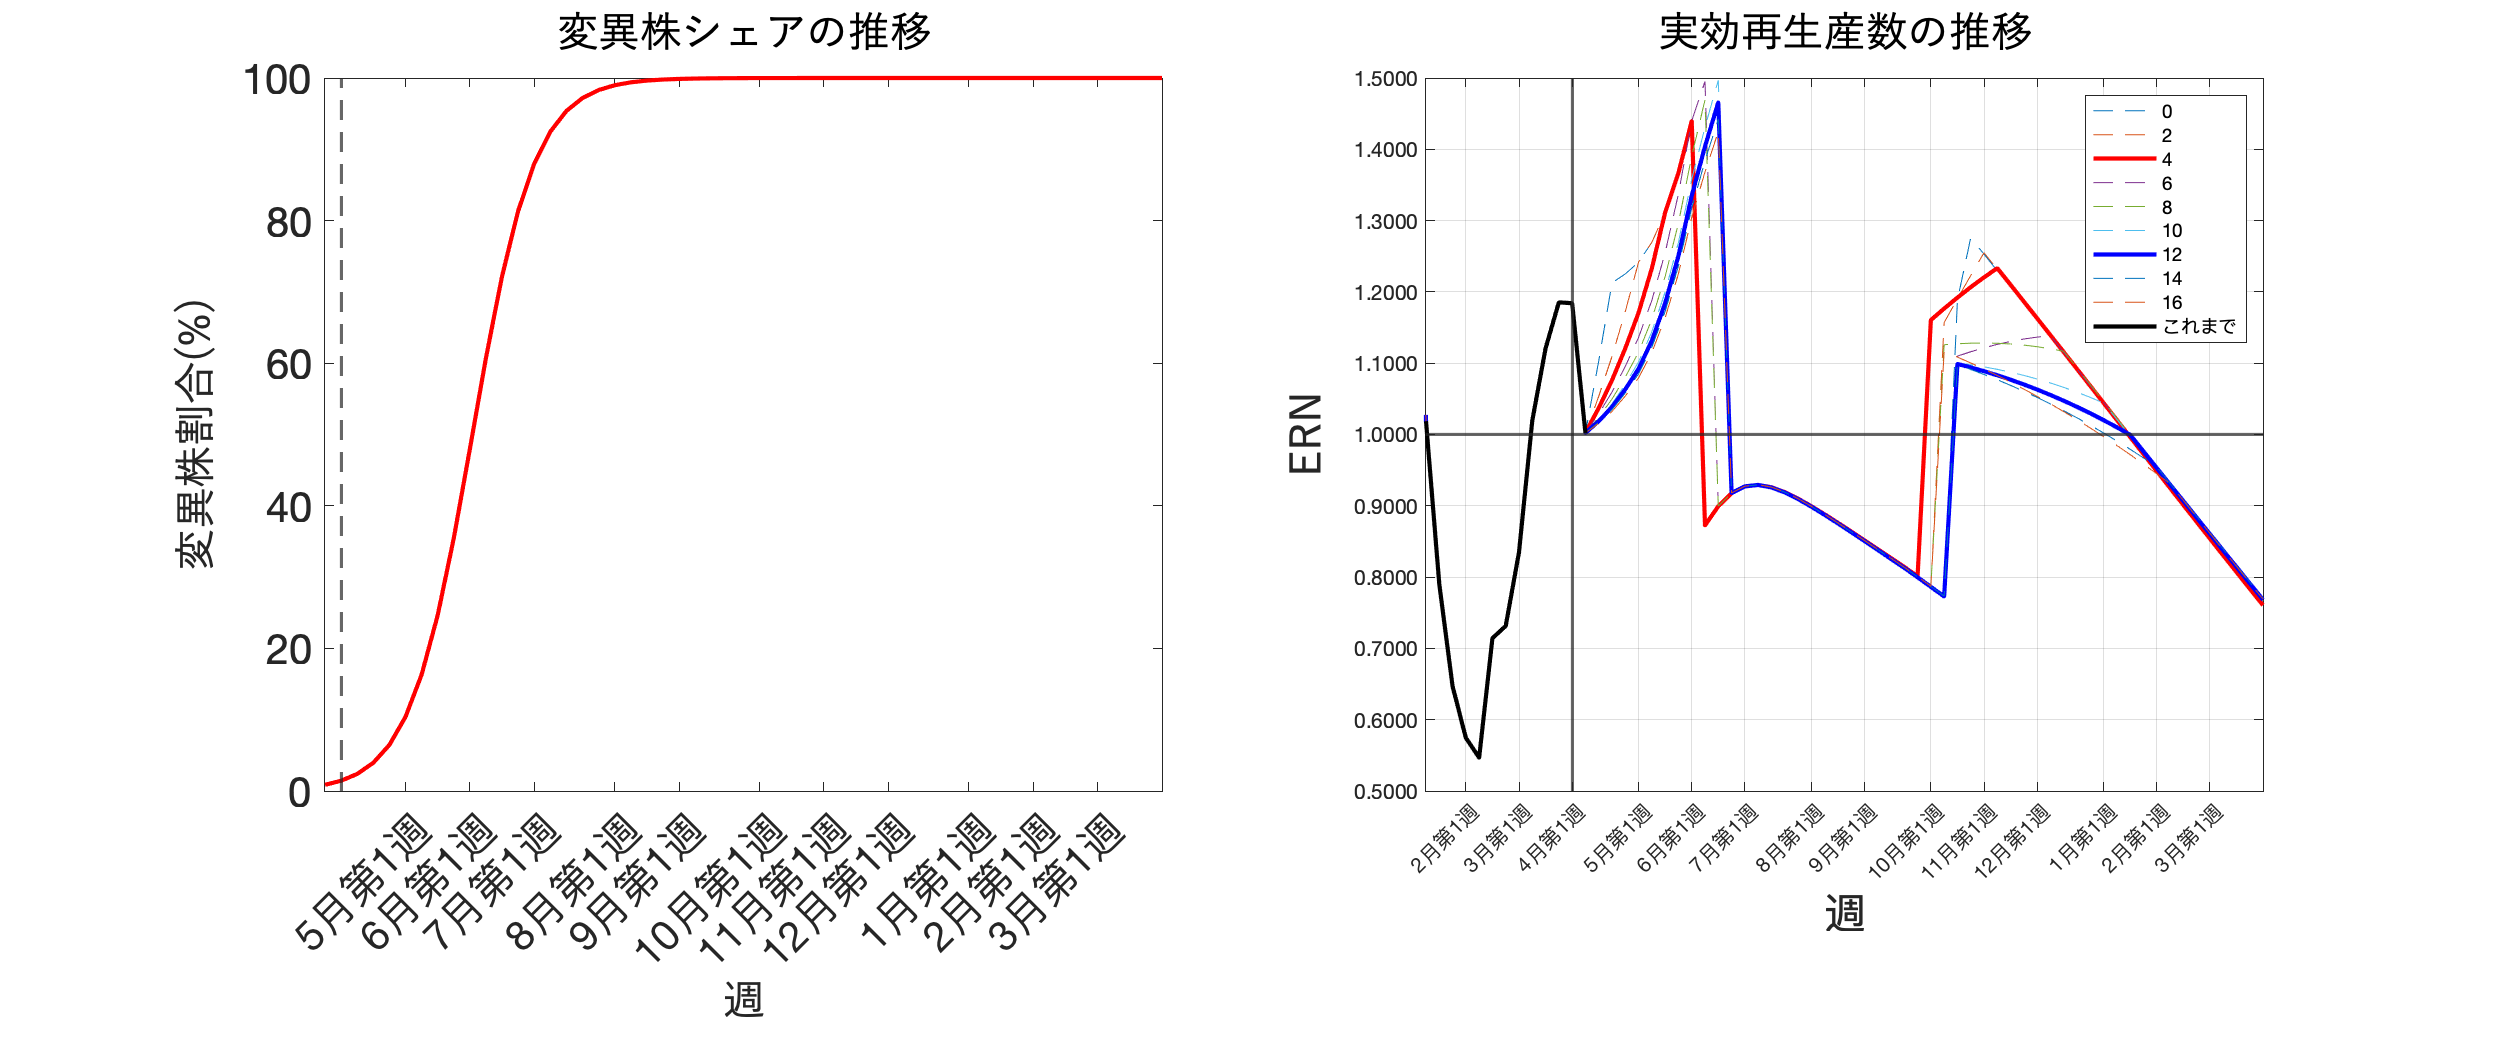 変異株シェアの推移
変異株割合(%)
100
80
60
40
20
0
5月第1週
6月第1週
7月第1週
8月第1週
9月第1週
10月第1週
11月第1週
12月第1週
1月第1週
2月第1週
3月第1週
週
実効再生産数の推移
ERN
1.5000
1.4000
1.3000
1.2000
1.1000
1.0000
0.9000
0.8000
0.7000
0.6000
0.5000
0
2
4
6
8
10
12
14
16
これまで
2月第1週
3月第1週
4月第1週
5月第1週
6月第1週
7月第1週
8月第1週
9月第1週
10月第1週
11月第1週
12月第1週
1月第1週
2月第1週
3月第1週
週